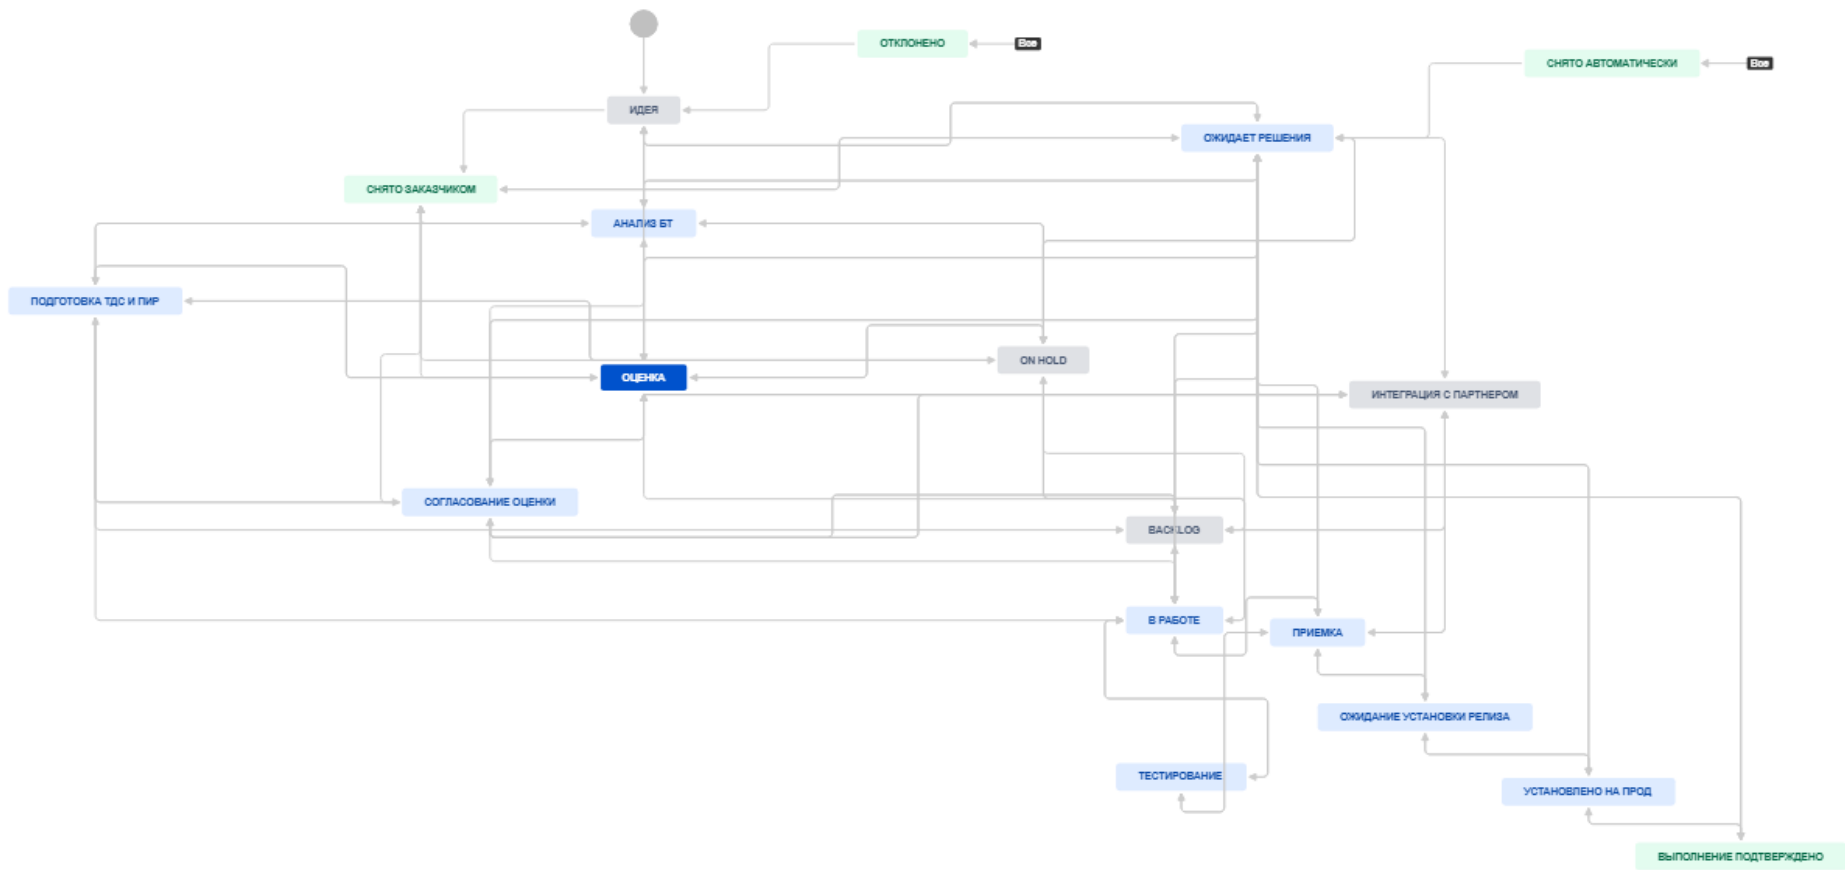 ОТКЛОНЕНО
Все
СНЯТО АВТОМАТИЧЕСКИ
Все
ИДЕЯ
ОЖИДАЕТ РЕШЕНИЯ
СНЯТО ЗАКАЗЧИКОМ
АНАЛИЗ БТ
ПОДГОТОВКА ТДС И ПИР
ON HOLD
ОЦЕНКА
ИНТЕГРАЦИЯ С ПАРТНЕРОМ
СОГЛАСОВАНИЕ ОЦЕНКИ
BACKLOG
В РАБОТЕ
ПРИЕМКА
ОЖИДАНИЕ УСТАНОВКИ РЕЛИЗА
ТЕСТИРОВАНИЕ
УСТАНОВЛЕНО НА ПРОД
ВЫПОЛНЕНИЕ ПОДТВЕРЖДЕНО